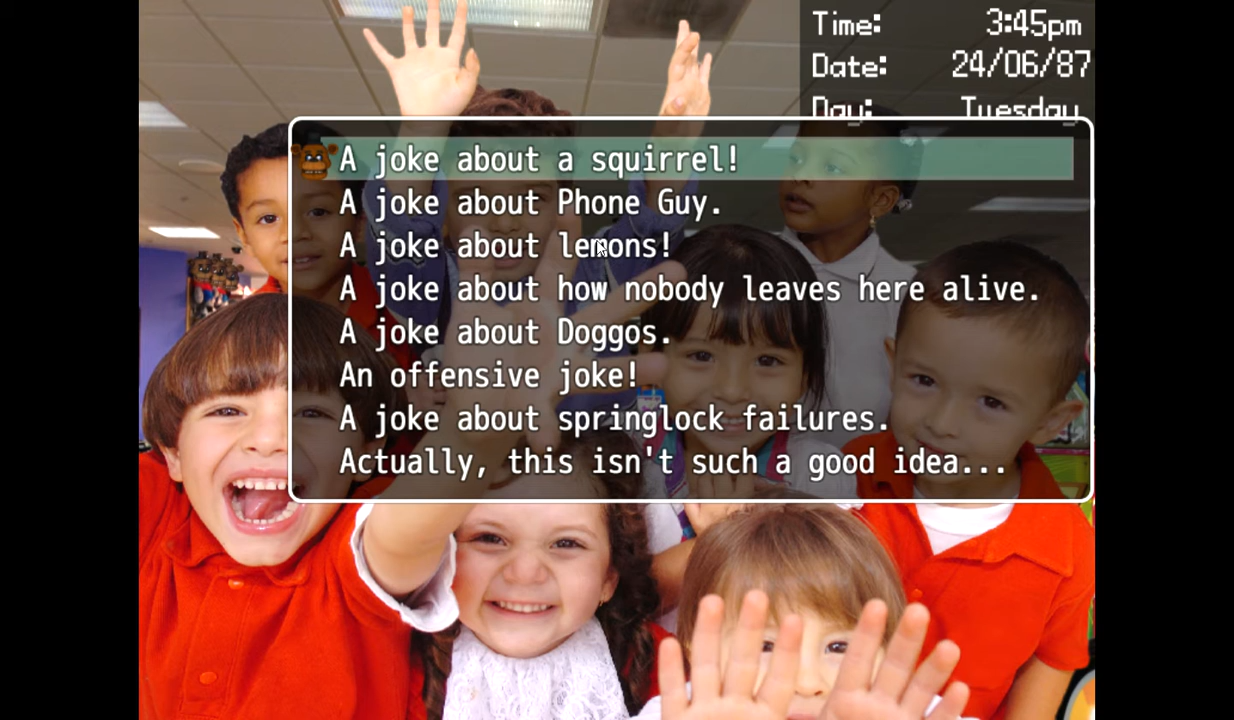 Time: 3:45pm
Date: 24/06/87
Day: Tuesday
A joke about a squirrel!
A joke about Phone Guy.
A joke about lemons!
A joke about how nobody leaves here alive.
A joke about Doggos.
An offensive joke!
A joke about springlock failures.
Actually, this isn't such a good idea...